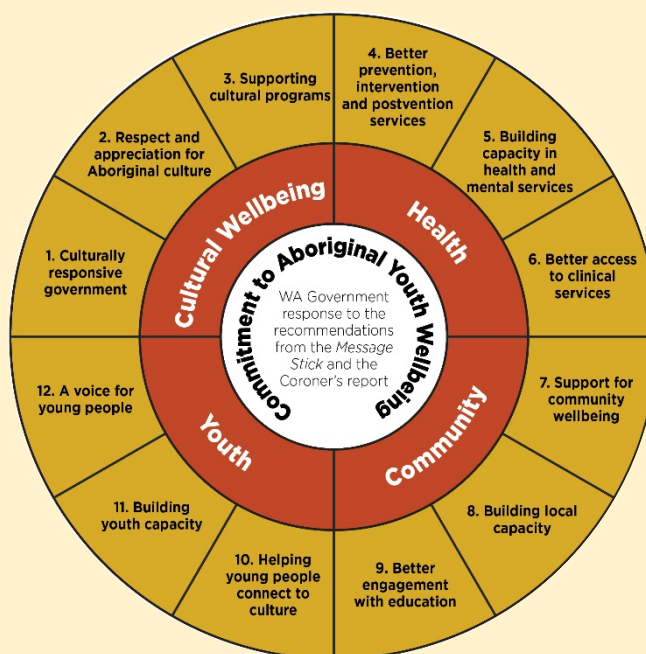 Commitment to Aboriginal Youth Wellbeing
WA Government
response to the
recommendations
from the Message
Stick and the
Coroner's report
Cultural Wellbeing
Health
Community
Youth
1. Culturally
responsive
government
2. Respect and
appreciation for
Aboriginal culture
3. Supporting
cultural programs
4. Better
prevention,
intervention
and postvention
services
5. Building
capacity in
health and
mental services
6. Better access
to clinical
services
7. Support for
community
wellbeing
8. Building local
capacity
9. Better
engagement
with education
10. Helping
young people
connect to
culture
11. Building
youth capacity
12. A voice for
young people